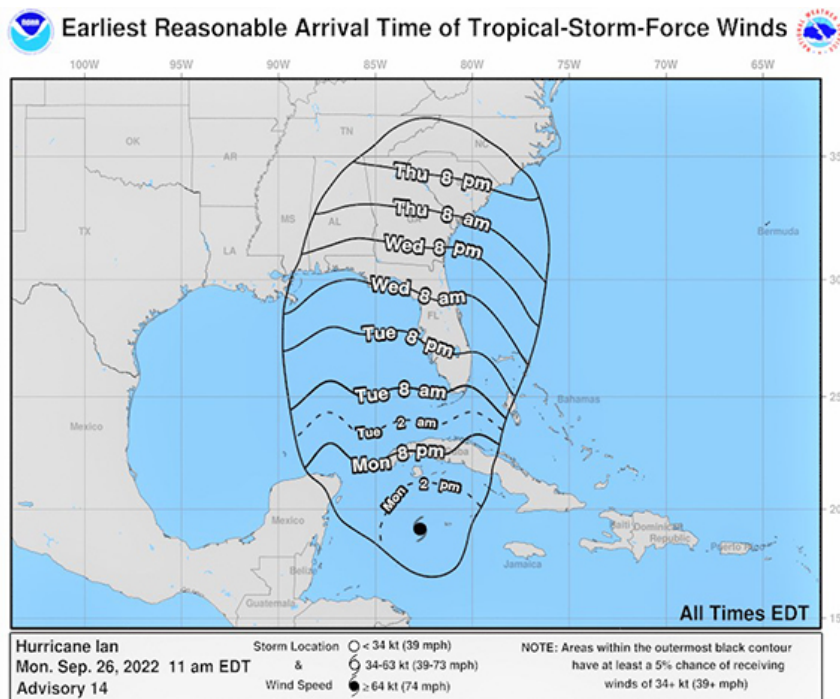 Earliest Reasonable Arrival Time of Tropical-Storm-Force Winds
NOAA
100W 95W 90W 85W 80W 75W 70W 65W
TN
NC
OK
AR
35
Thu 8 pm
MS AL
Thu 8 am
TX
LA
Wed 8 pm
Bermuda
30
Wed 8 am
FL
Tue 8 pm
25
Tue 8 am
Bahamas
Mexico
Tue 2 am
Mon 8 pm
Mon 2 pm
20
Mexico
Haiti Dominican
Republic
Puerto Rico
Jamaica
Belize
Guatemala
All Times EDT
15
Hurricane Ian
Mon. Sep. 26, 2022 11 am EDT
Advisory 14
Storm Location
&
Wind Speed
< 34 kt (39 mph)
34-63 kt (39-73 mph)
≥ 64 kt (74 mph)
NOTE: Areas within the outermost black contour
have at least a 5% chance of receiving
winds of 34+ kt (39+ mph)